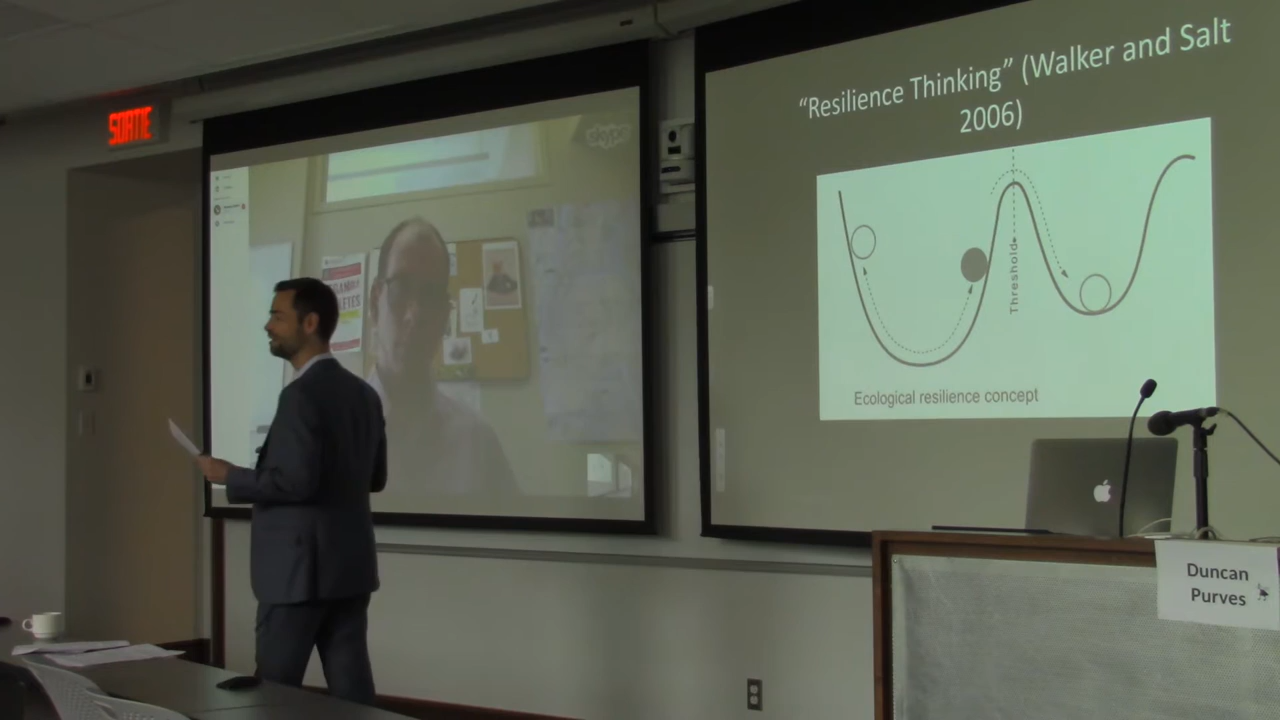 SORTIE
skype
“Resilience Thinking” (Walker and Salt
2006)
Threshold
Ecological resilience concept
Duncan
Purves